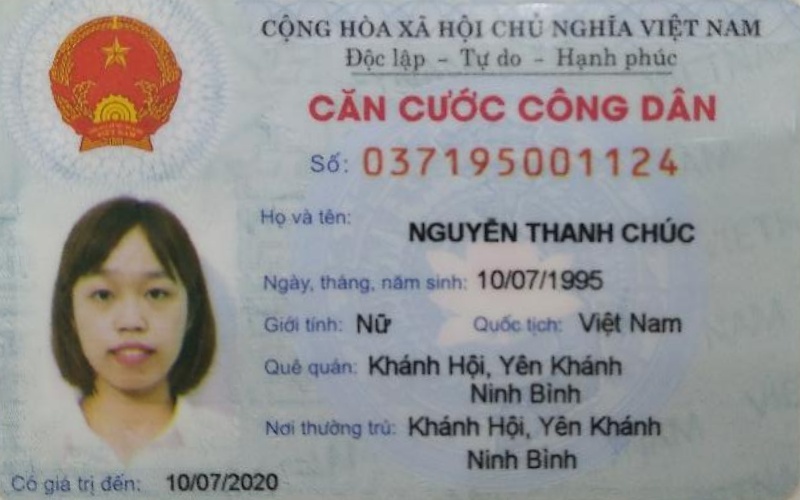 CỘNG HÒA XÃ HỘI CHỦ NGHĨA VIỆT NAM
Độc lập – Tự do – Hạnh phúc
CĂN CƯỚC CÔNG DÂN
Số: 037195001124
Họ và tên: NGUYỄN THANH CHÚC
Ngày, tháng, năm sinh: 10/07/1995
Giới tính: Nữ Quốc tịch: Việt Nam
Quê quán: Khánh Hội, Yên Khánh
Ninh Bình
Nơi thường trú: Khánh Hội, Yên Khánh
Ninh Bình
Có giá trị đến: 10/07/2020